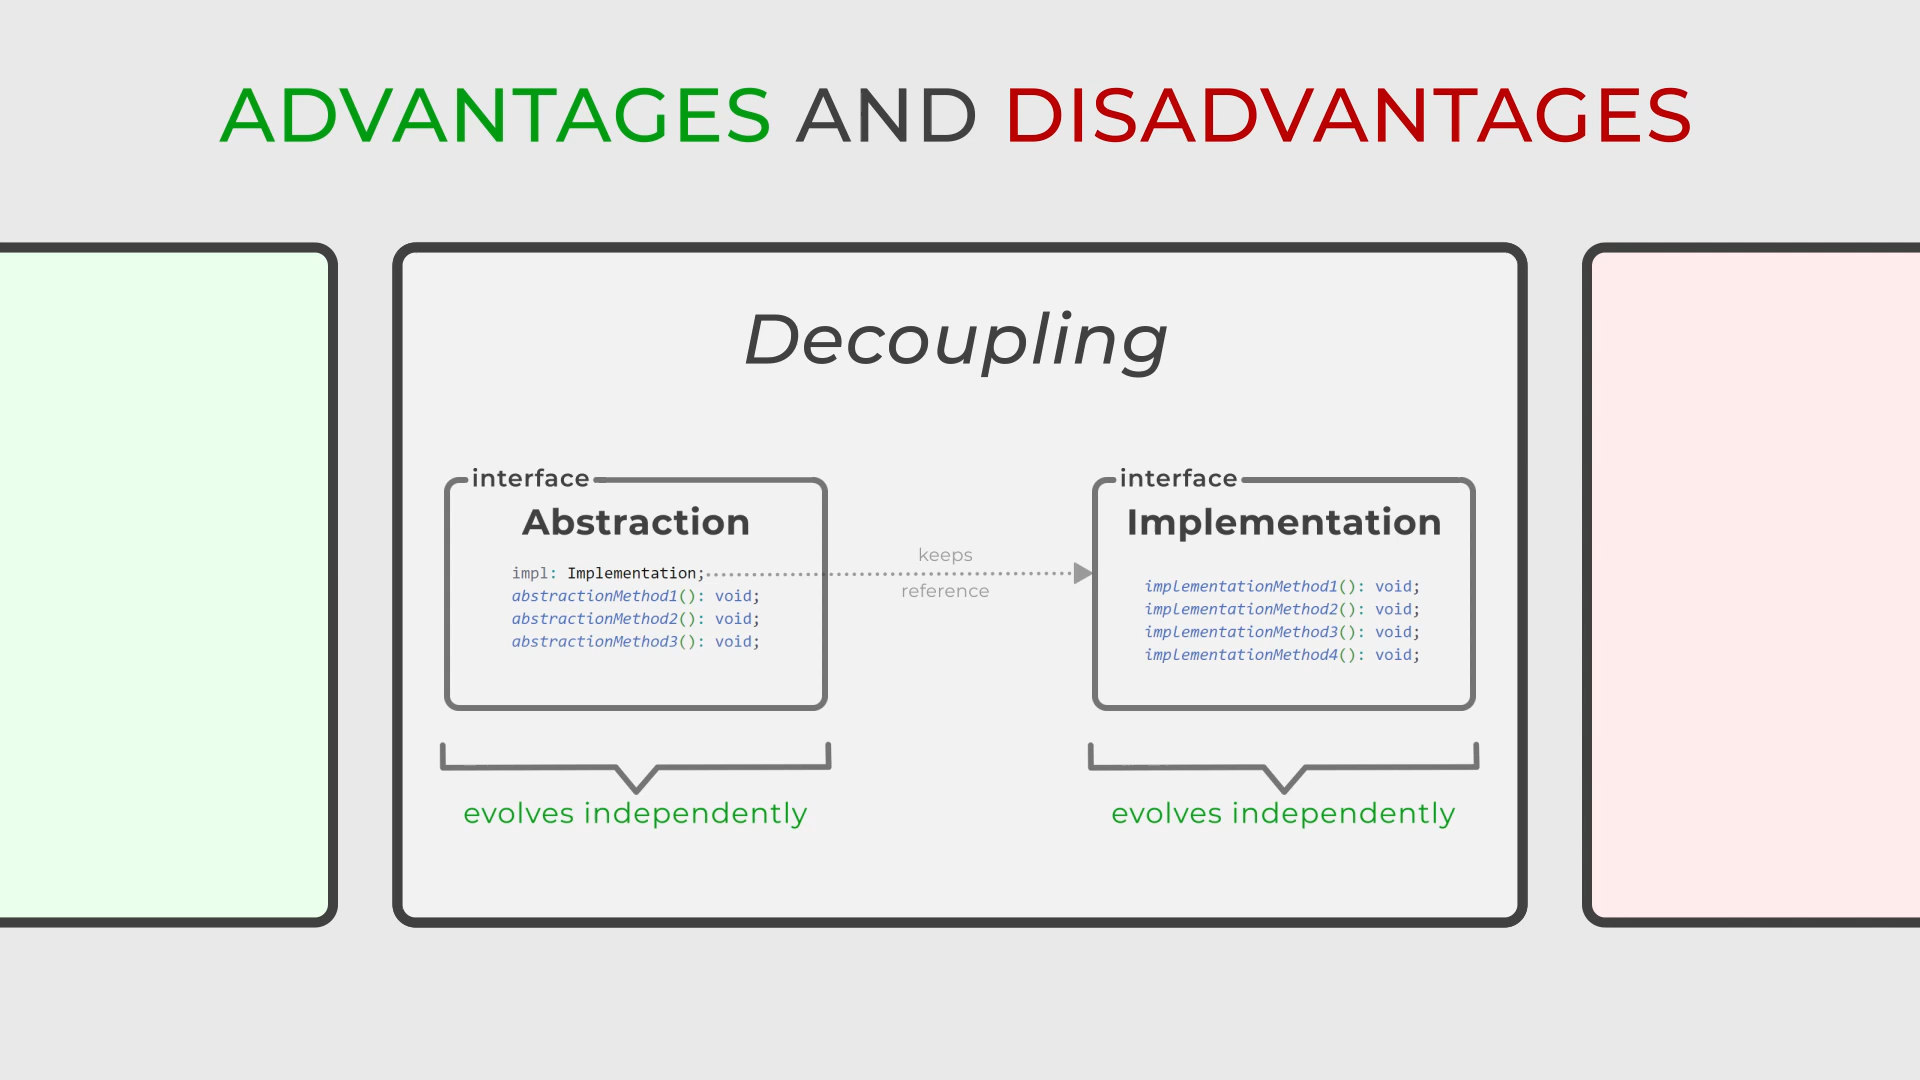 ADVANTAGES AND DISADVANTAGES
Decoupling
interface
Abstraction
impl: Implementation;
abstractionMethod1(): void;
abstractionMethod2(): void;
abstractionMethod3(): void;
keeps
reference
interface
Implementation
implementationMethod1(): void;
implementationMethod2(): void;
implementationMethod3(): void;
implementationMethod4(): void;
evolves independently
evolves independently